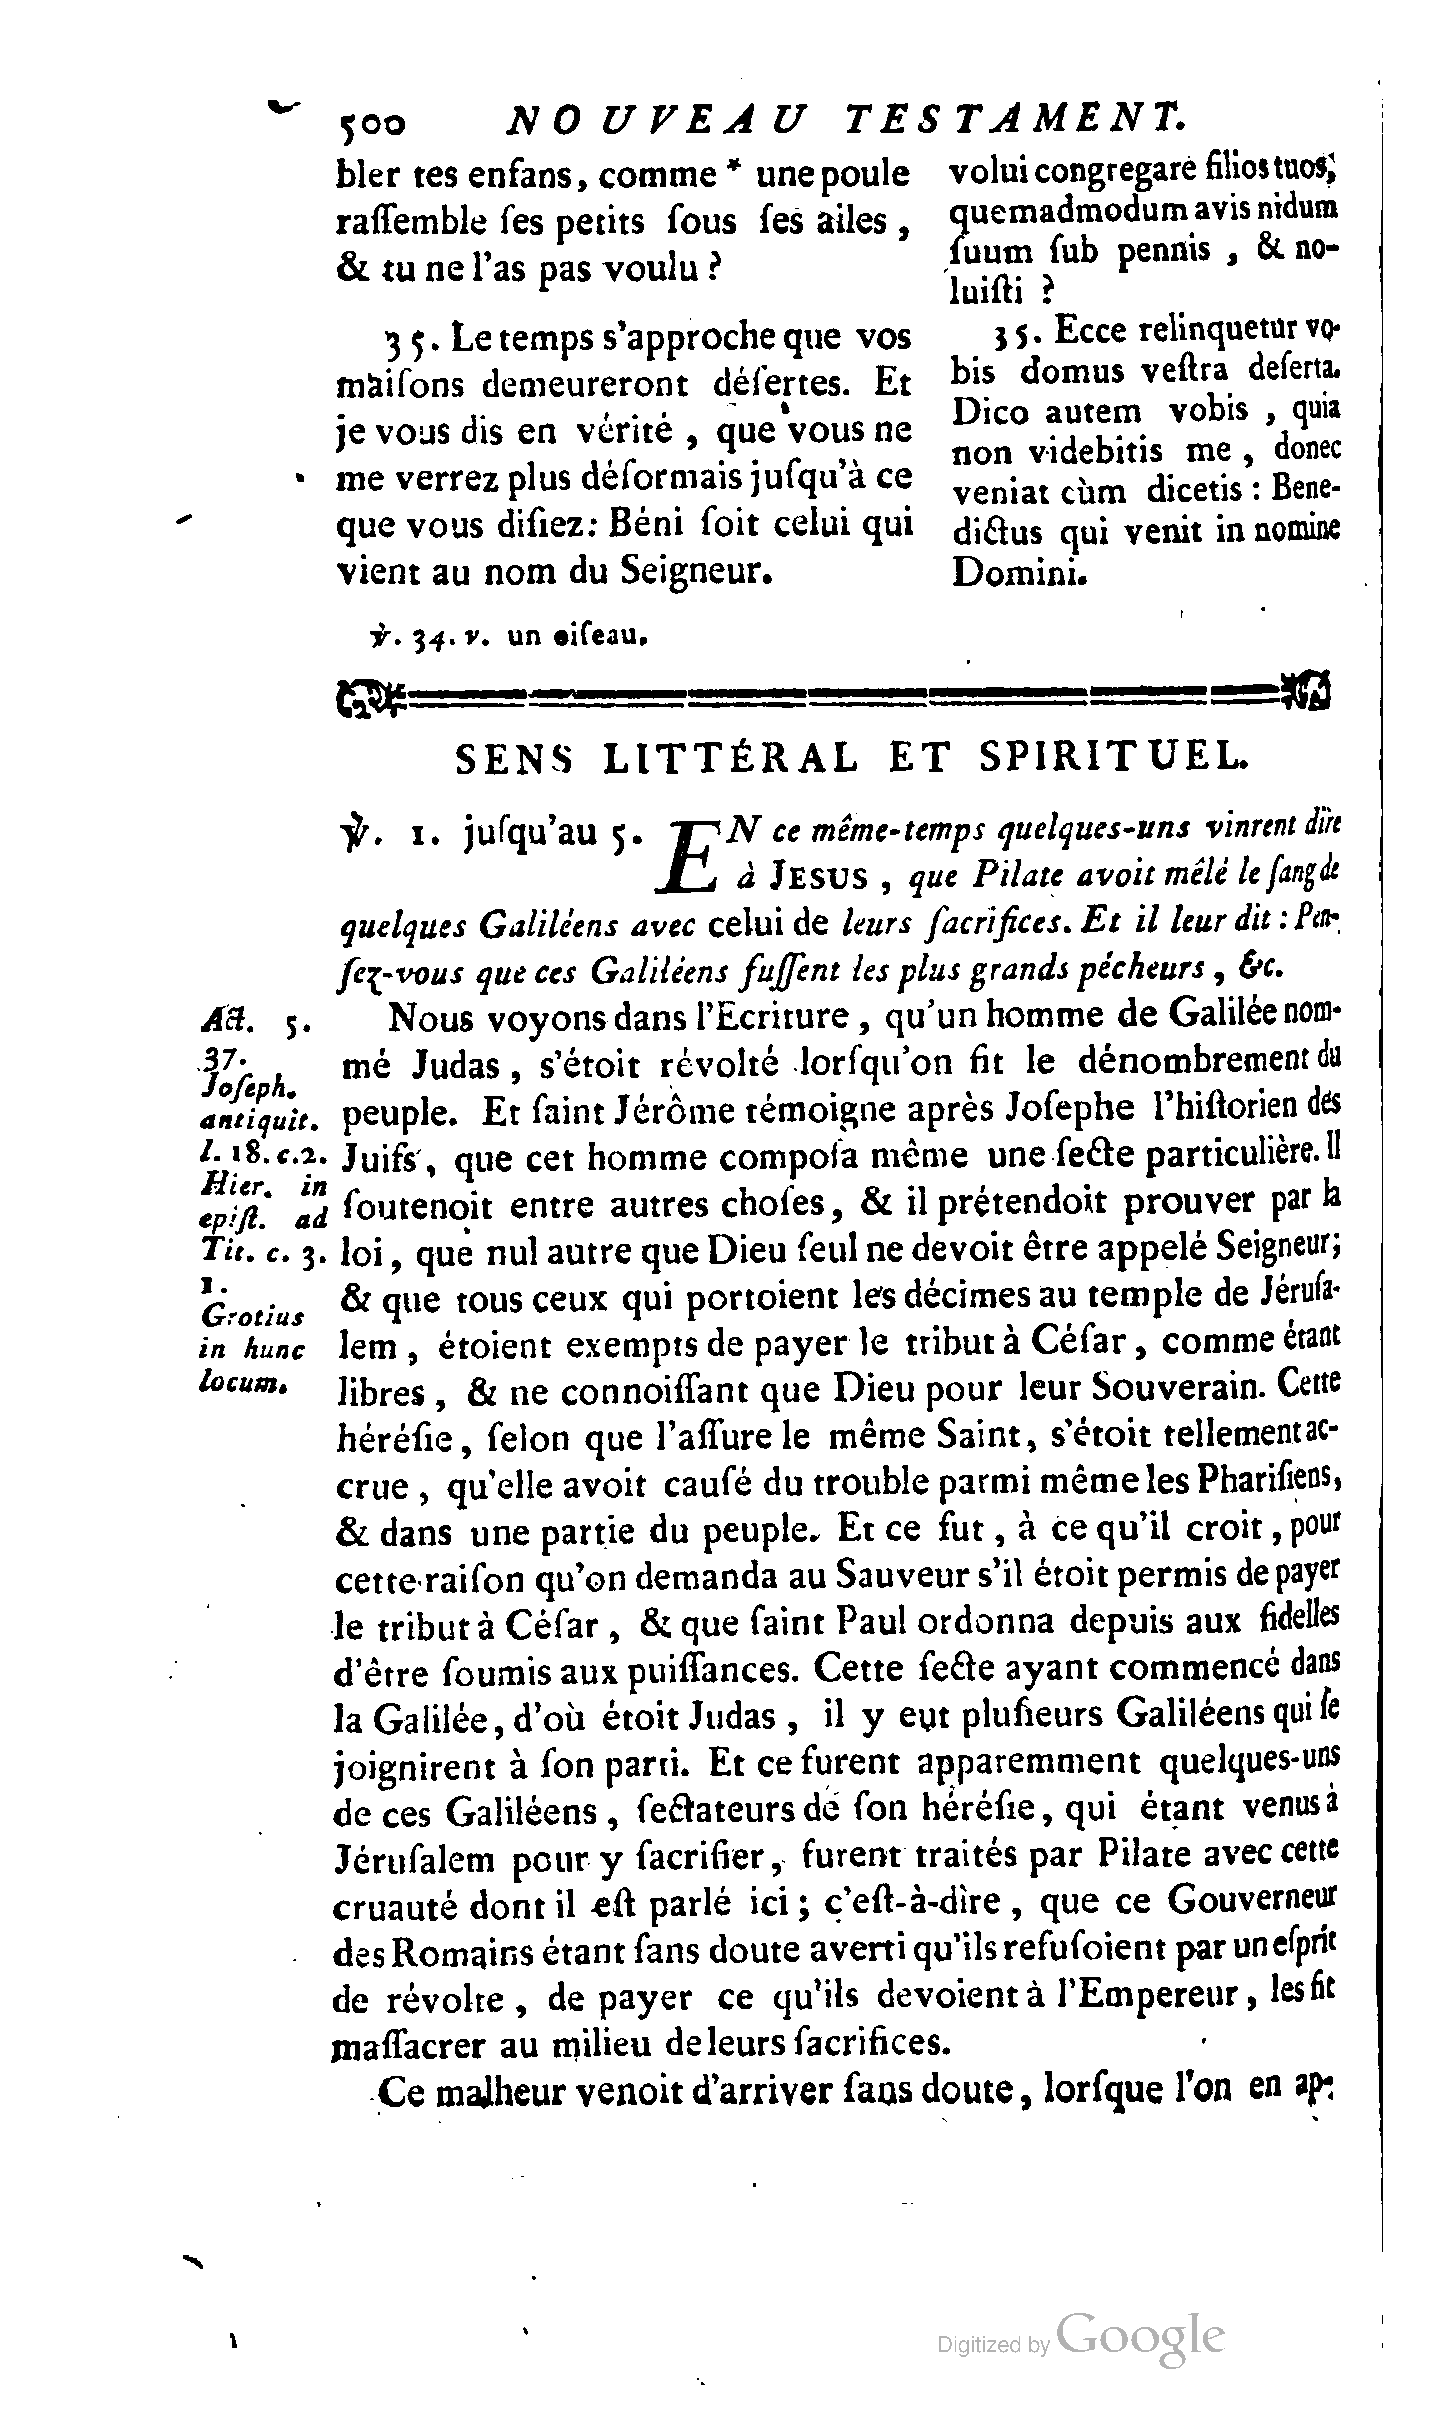 500 NOUVEAU TESTAMENT.
bler tes enfans, comme * une poule
raſſemble ſes petits ſous ſes ailes,
& tu ne l'as pas voulu ?
35. Le temps s'approche que vos
maiſons demeureront déſertes. Et
je vous dis en vérité, que vous ne
me verrez plus déſormais juſqu'à ce
que vous diſiez : Béni ſoit celui qui
vient au nom du Seigneur.
volui congregare filios tuos,
quemadmodum avis nidum
ſuum ſub pennis, & no-
luiſti ?
35. Ecce relinquetur vo-
bis domus veſtra deſerta.
Dico autem vobis, quia
non videbitis me, donec
veniat cùm dicetis : Bene-
dictus qui venit in nomine
Domini.
℣. 34. v. un oiſeau.
SENS LITTÉRAL ET SPIRITUEL.
℣. 1. juſqu'au 5. EN ce même-temps quelques-uns vinrent dire
à JESUS, que Pilate avoit mêlé le ſang de
quelques Galiléens avec celui de leurs ſacrifices. Et il leur dit : Pen-
ſez-vous que ces Galiléens fuſſent les plus grands pécheurs, &c.
Nous voyons dans l'Ecriture, qu'un homme de Galilée nom-
mé Judas, s'étoit révolté lorſqu'on fit le dénombrement du
peuple. Et ſaint Jérôme témoigne après Joſephe l'hiſtorien des
Juifs, que cet homme compoſa même une ſecte particulière. Il
ſoutenoit entre autres choſes, & il prétendoit prouver par la
loi, que nul autre que Dieu ſeul ne devoit être appelé Seigneur;
& que tous ceux qui portoient les décimes au temple de Jéruſa-
lem, étoient exempts de payer le tribut à Céſar, comme étant
libres, & ne connoiſſant que Dieu pour leur Souverain. Cette
héréſie, ſelon que l'aſſure le même Saint, s'étoit tellement ac-
crue, qu'elle avoit cauſé du trouble parmi même les Phariſiens,
& dans une partie du peuple. Et ce fut, à ce qu'il croit, pour
cette raiſon qu'on demanda au Sauveur s'il étoit permis de payer
le tribut à Céſar, & que ſaint Paul ordonna depuis aux fidelles
d'être ſoumis aux puiſſances. Cette ſecte ayant commencé dans
la Galilée, d'où étoit Judas, il y eut pluſieurs Galiléens qui ſe
joignirent à ſon parti. Et ce furent apparemment quelques-uns
de ces Galiléens, ſectateurs de ſon héréſie, qui étant venus à
Jéruſalem pour y ſacrifier, furent traités par Pilate avec cette
cruauté dont il eſt parlé ici ; c'eſt-à-dire, que ce Gouverneur
des Romains étant ſans doute averti qu'ils refuſoient par un eſprit
de révolte, de payer ce qu'ils devoient à l'Empereur, les fit
maſſacrer au milieu de leurs ſacrifices.
Ce malheur venoit d'arriver ſans doute, lorſque l'on en ap-
Act. 5.
37.
Joſeph.
antiquit.
l. 18. c. 2.
Hier. in
epiſt. ad
Tit. c. 3.
1.
Grotius
in hunc
locum.
Digitized by Google